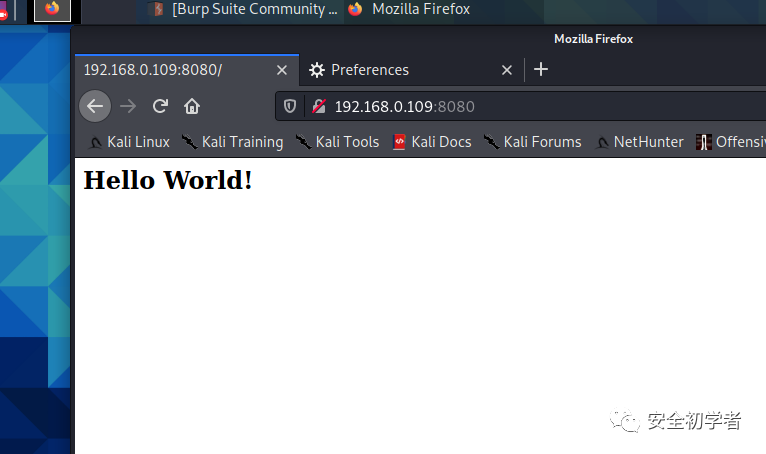 [Burp Suite Community ... Mozilla Firefox
Mozilla Firefox
192.168.0.109:8080/ Preferences
192.168.0.109:8080
Kali Linux Kali Training Kali Tools Kali Docs Kali Forums NetHunter Offensi
Hello World!
安全初学者